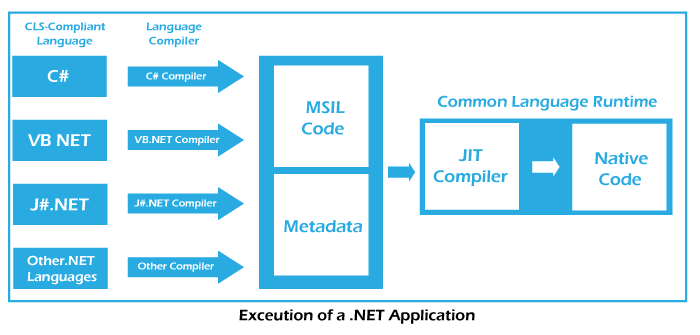 CLS-Compliant
Language
Language
Compiler
C#
C# Compiler
VB NET
VB.NET Compiler
J#.NET
J#.NET Compiler
Other.NET
Languages
Other Compiler
MSIL
Code
Metadata
Common Language Runtime
JIT
Compiler
Native
Code
Exceution of a .NET Application